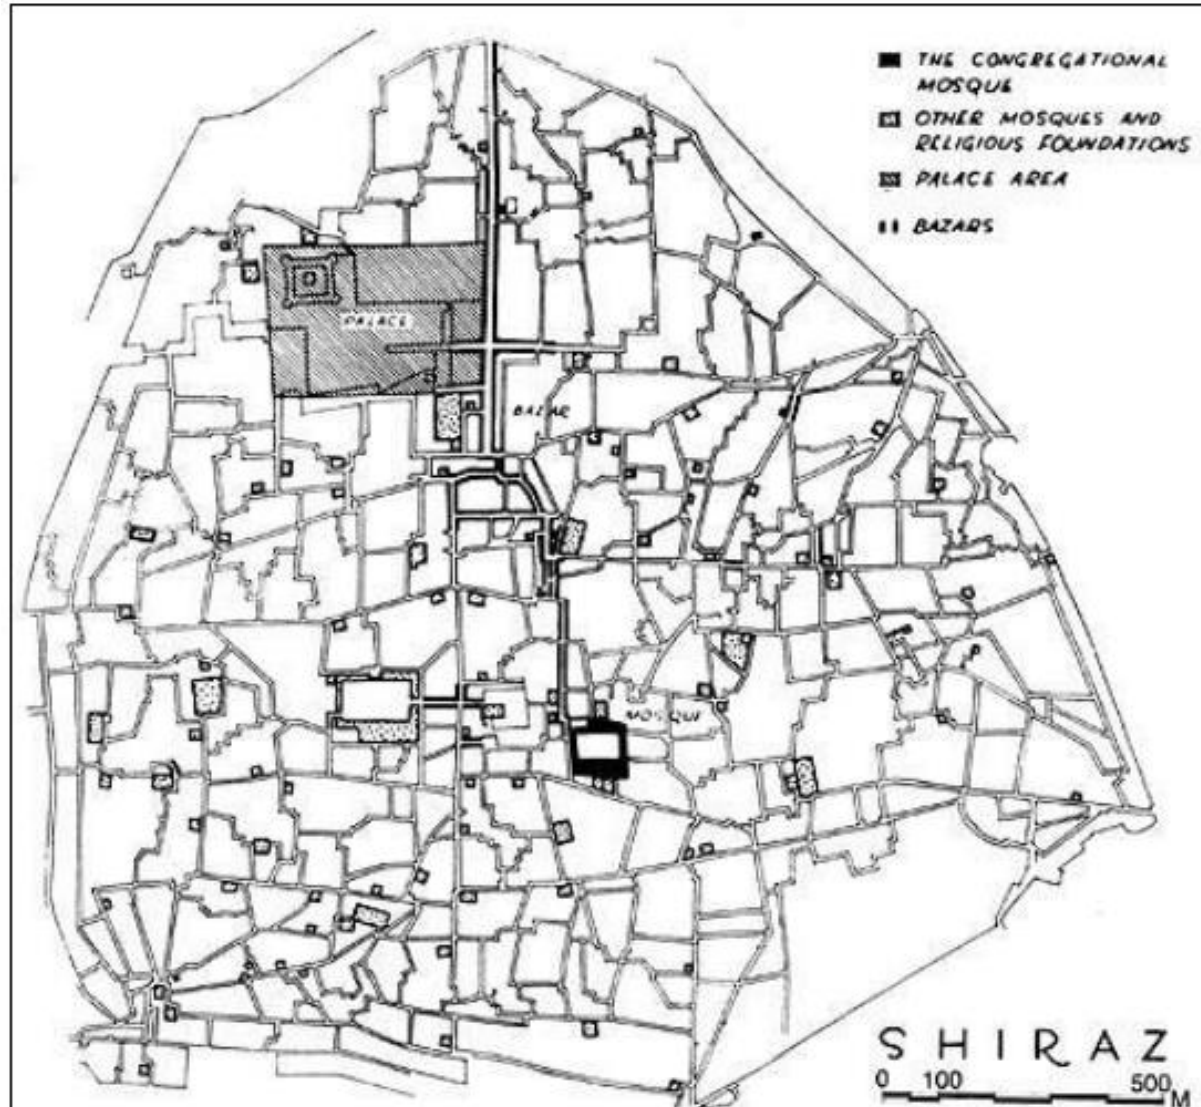 THE CONGREGATIONAL
MOSQUE
OTHER MOSQUES AND
RELIGIOUS FOUNDATIONS
PALACE AREA
BAZARS
PALACE
BAZAR
MOSQUE
SHIRAZ
0 100 500 M